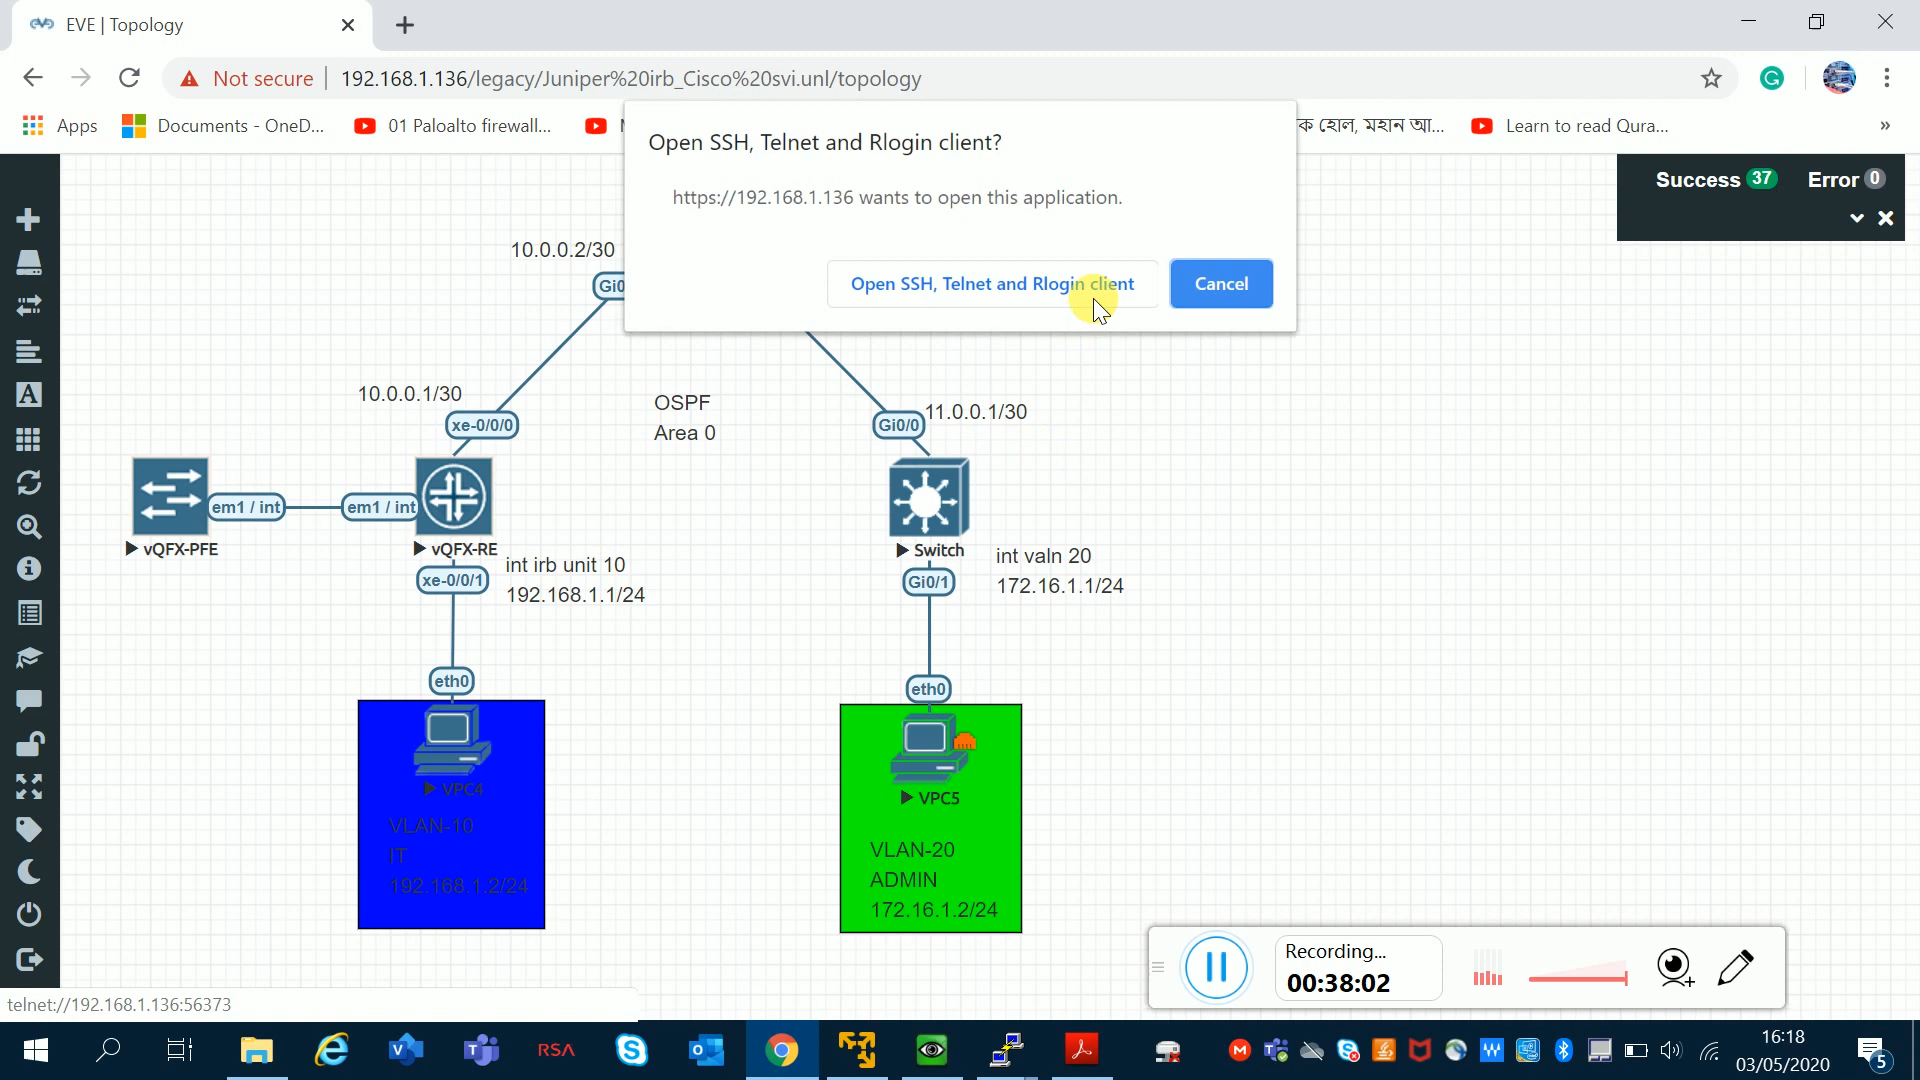 EVE | Topology
Not secure
192.168.1.136/legacy/Juniper%20irb_Cisco%20svi.unl/topology
Apps
Documents - OneD...
01 Paloalto firewall...
ক হোল, মহান আ...
Learn to read Qura...
»
Open SSH, Telnet and Rlogin client?
https://192.168.1.136 wants to open this application.
Open SSH, Telnet and Rlogin client
Cancel
Success 37
Error 0
10.0.0.2/30
Gi0
10.0.0.1/30
xe-0/0/0
OSPF
Area 0
Gi0/0
11.0.0.1/30
em1 / int
em1 / int
vQFX-PFE
vQFX-RE
int irb unit 10
192.168.1.1/24
xe-0/0/1
Switch
int valn 20
172.16.1.1/24
Gi0/1
eth0
eth0
VPC4
VLAN-10
IT
192.168.1.2/24
VPC5
VLAN-20
ADMIN
172.16.1.2/24
Recording...
00:38:02
telnet://192.168.1.136:56373
RSA
16:18
03/05/2020
5